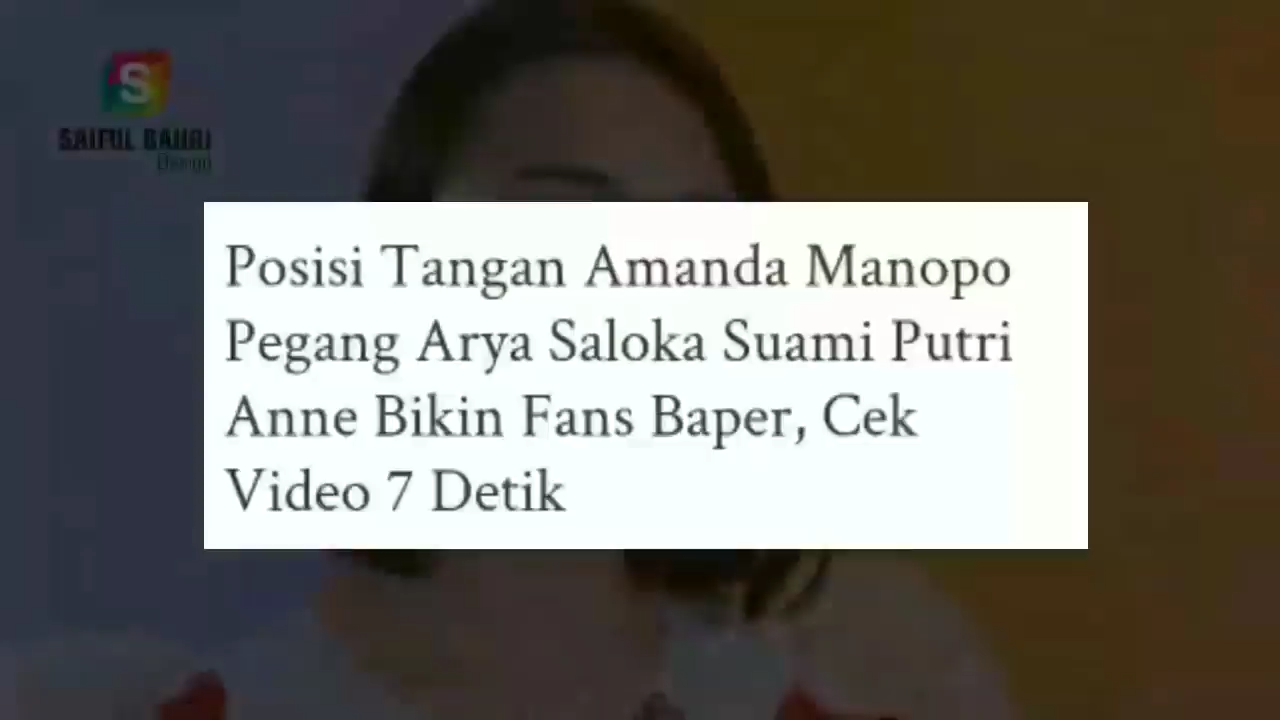 S
SAIFUL BAHRI
Design
Posisi Tangan Amanda Manopo
Pegang Arya Saloka Suami Putri
Anne Bikin Fans Baper, Cek
Video 7 Detik